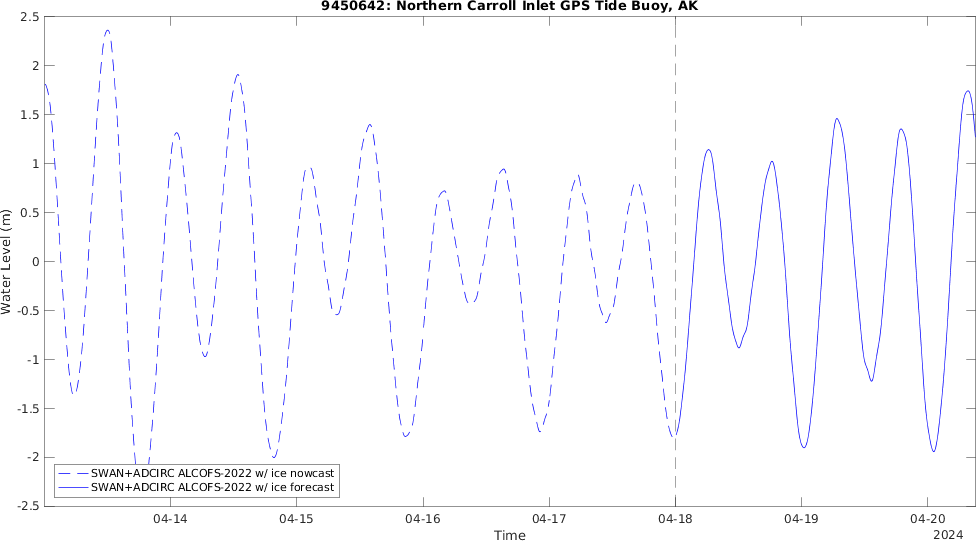 9450642: Northern Carroll Inlet GPS Tide Buoy, AK
2.5
2
1.5
1
0.5
0
-0.5
-1
-1.5
-2
-2.5
Water Level (m)
SWAN+ADCIRC ALCOFS-2022 w/ ice nowcast
SWAN+ADCIRC ALCOFS-2022 w/ ice forecast
04-14 04-15 04-16 04-17 04-18 04-19 04-20
Time
2024